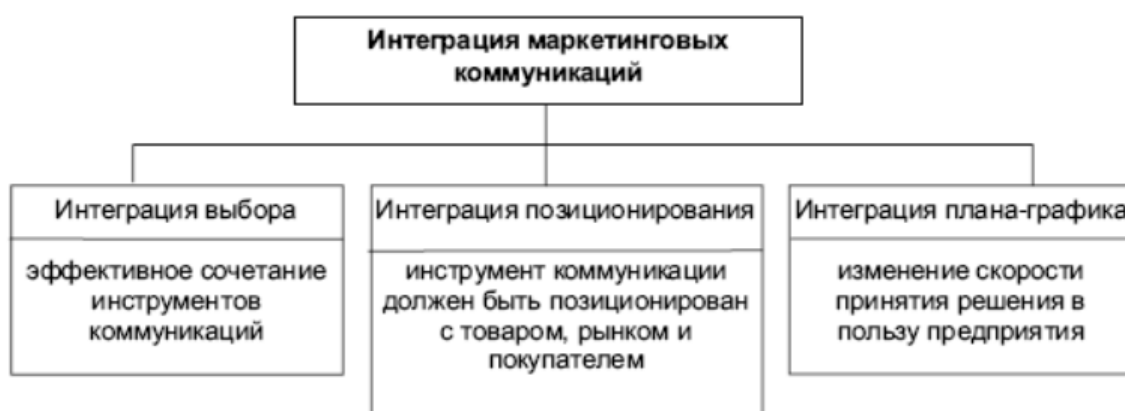 Интеграция маркетинговых
коммуникаций
Интеграция выбора
эффективное сочетание
инструментов
коммуникаций
Интеграция позиционирования
инструмент коммуникации
должен быть позиционирован
с товаром, рынком и
покупателем
Интеграция плана-графика
изменение скорости
принятия решения в
пользу предприятия